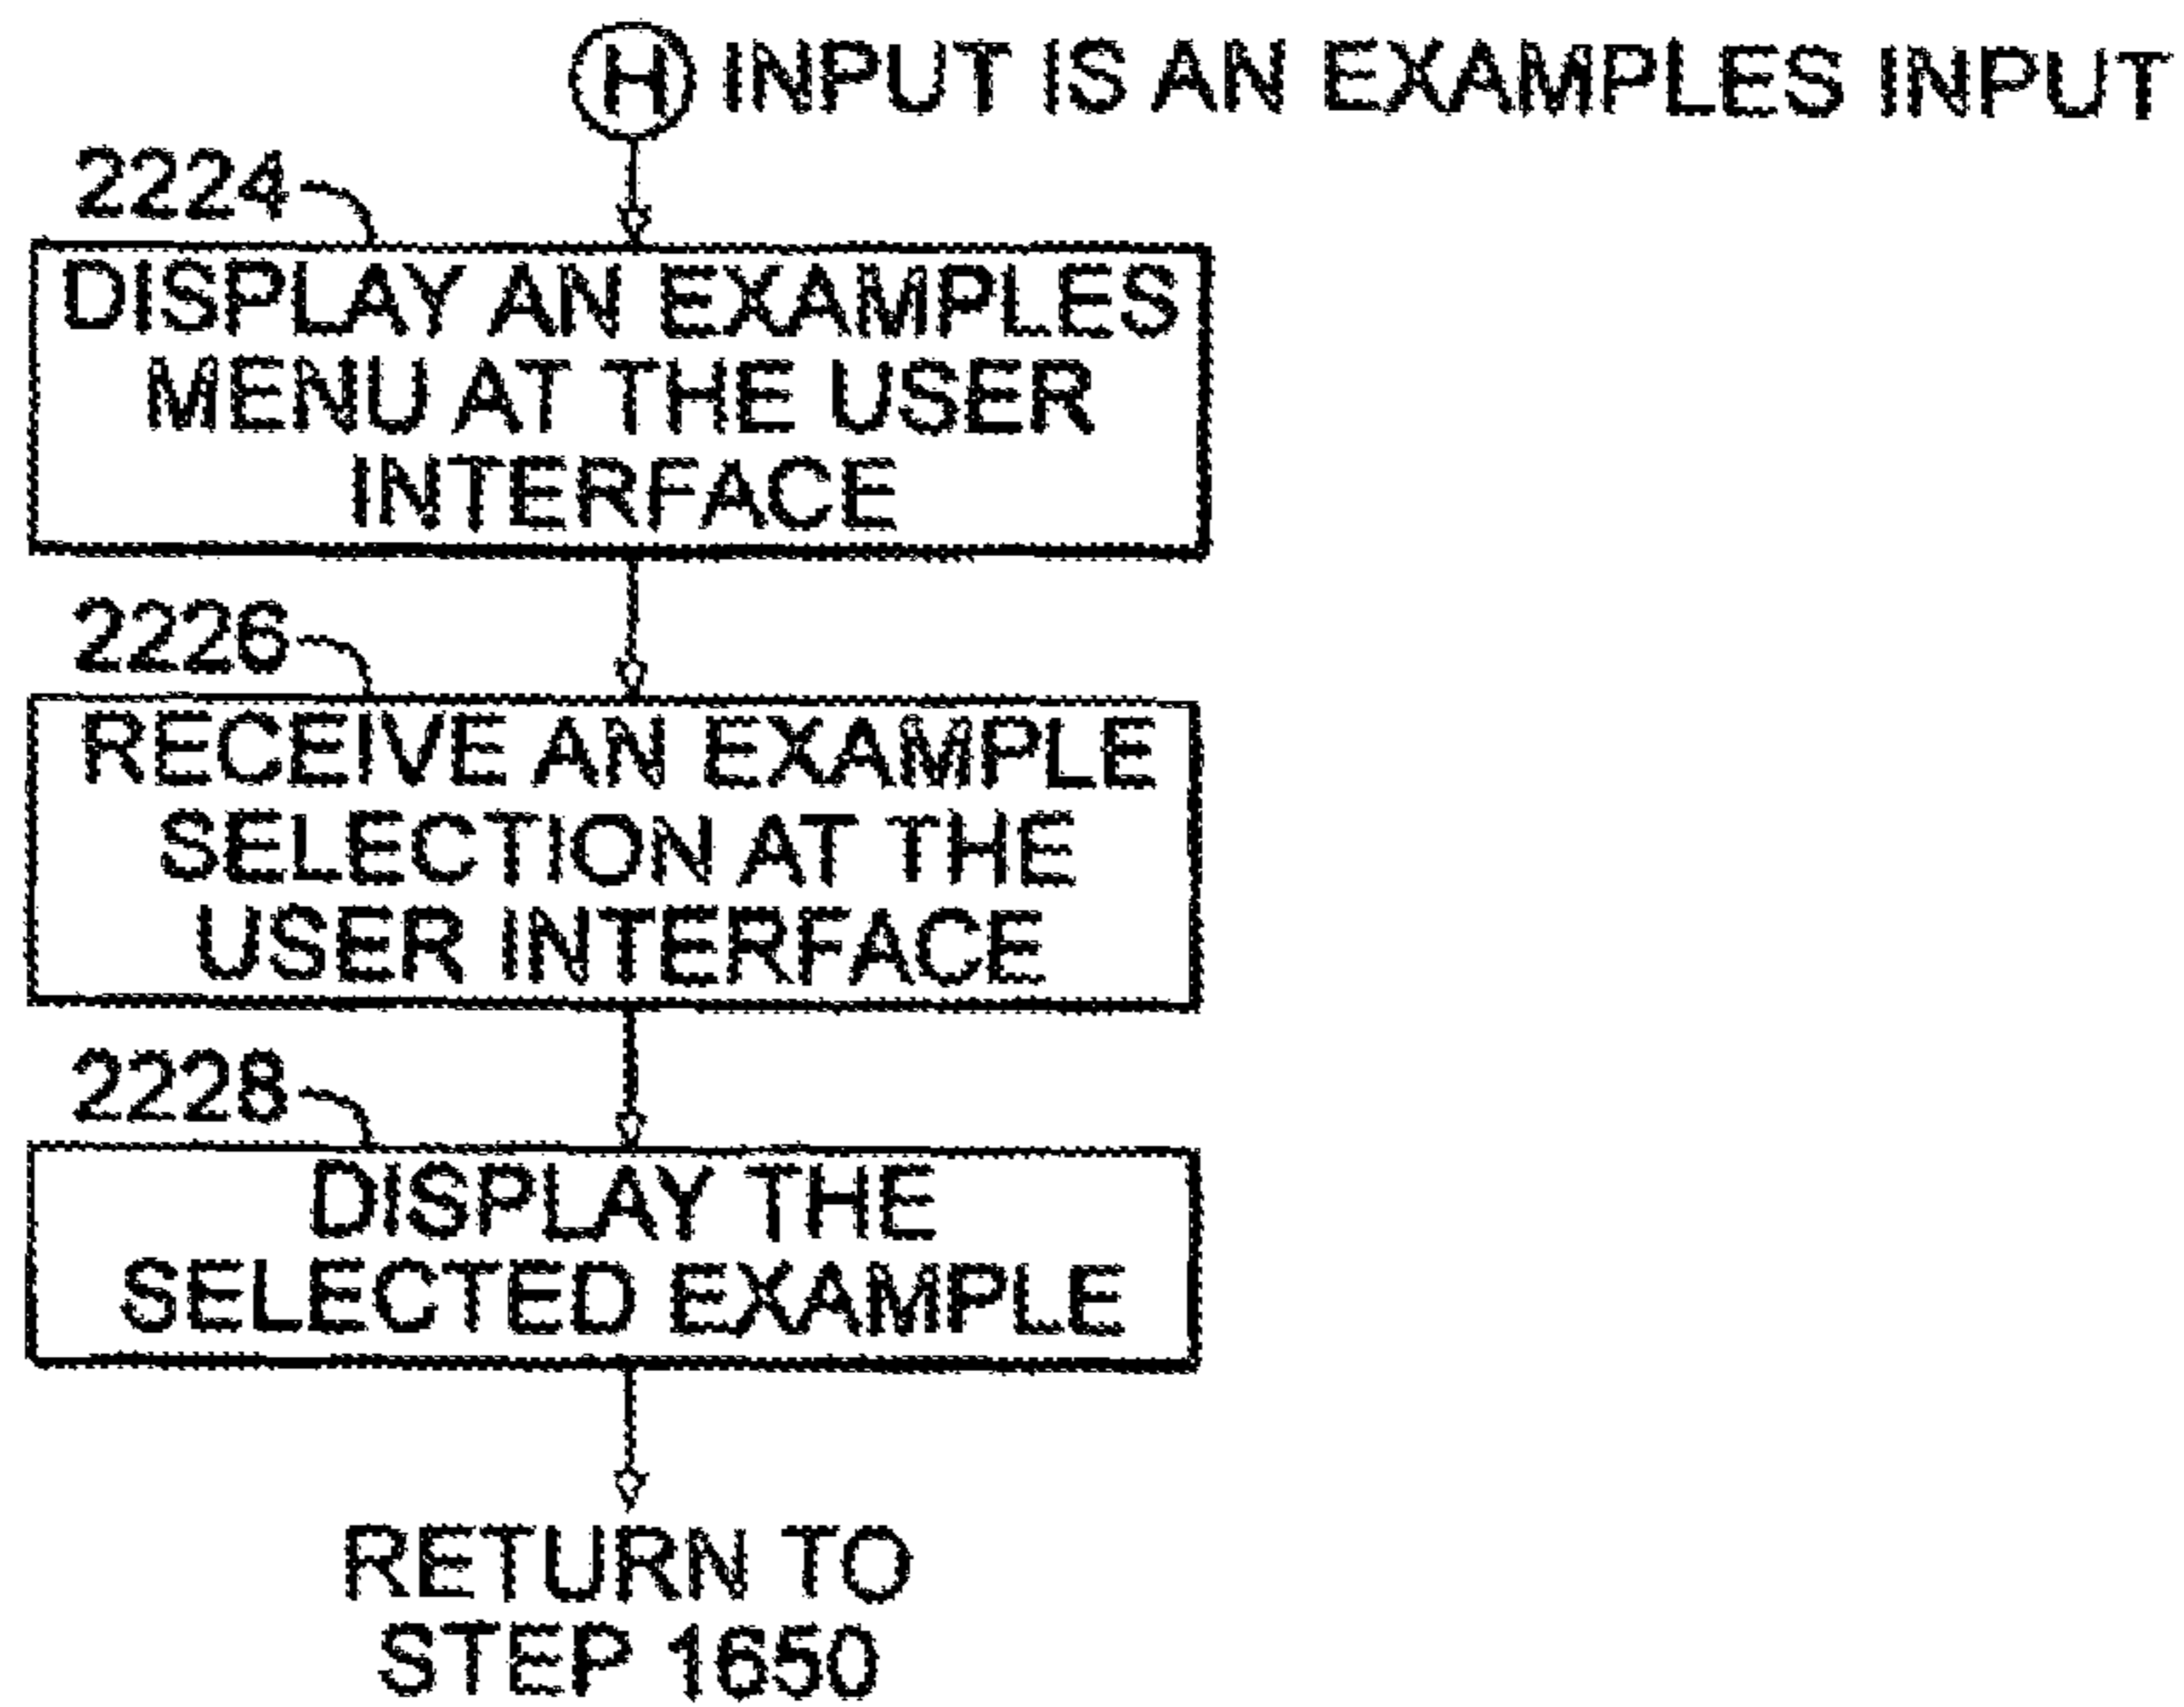 H INPUT IS AN EXAMPLES INPUT
2224
DISPLAY AN EXAMPLES
MENU AT THE USER
INTERFACE
2226
RECEIVE AN EXAMPLE
SELECTION AT THE
USER INTERFACE
2228
DISPLAY THE
SELECTED EXAMPLE
RETURN TO
STEP 1650